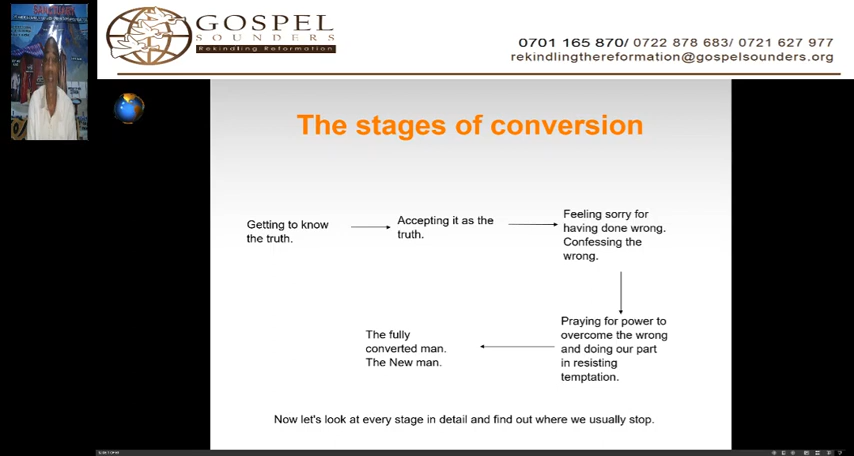 GOSPEL
SOUNDERS
Rekindling Reformation
0701 165 870/ 0722 878 683/ 0721 627 977
rekindlingthereformation@gospelsounders.org
The stages of conversion
Getting to know
the truth.
Accepting it as the
truth.
Feeling sorry for
having done wrong.
Confessing the
wrong.
Praying for power to
overcome the wrong
and doing our part
in resisting
temptation.
The fully
converted man.
The New man.
Now let's look at every stage in detail and find out where we usually stop.